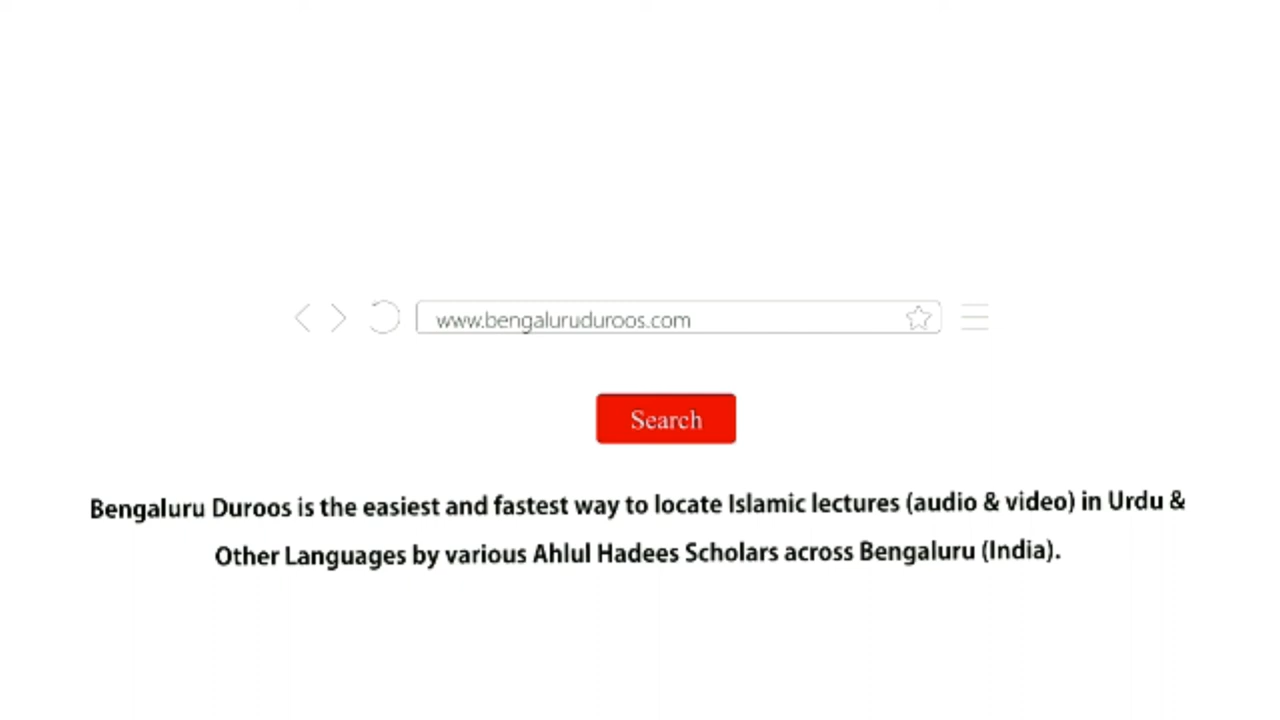 www.bengaluruduroos.com
Search
Bengaluru Duroos is the easiest and fastest way to locate Islamic lectures (audio & video) in Urdu &
Other Languages by various Ahlul Hadees Scholars across Bengaluru (India).